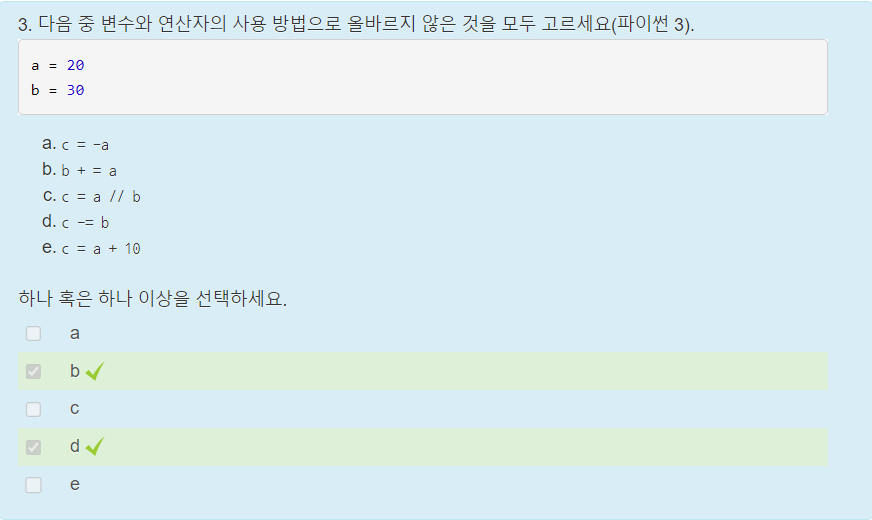 3. 다음 중 변수와 연산자의 사용 방법으로 올바르지 않은 것을 모두 고르세요(파이썬 3).
a = 20
b = 30
a. c = -a
b. b + = a
c. c = a // b
d. c -= b
e. c = a + 10
하나 혹은 하나 이상을 선택하세요.
a
b
c
d
e